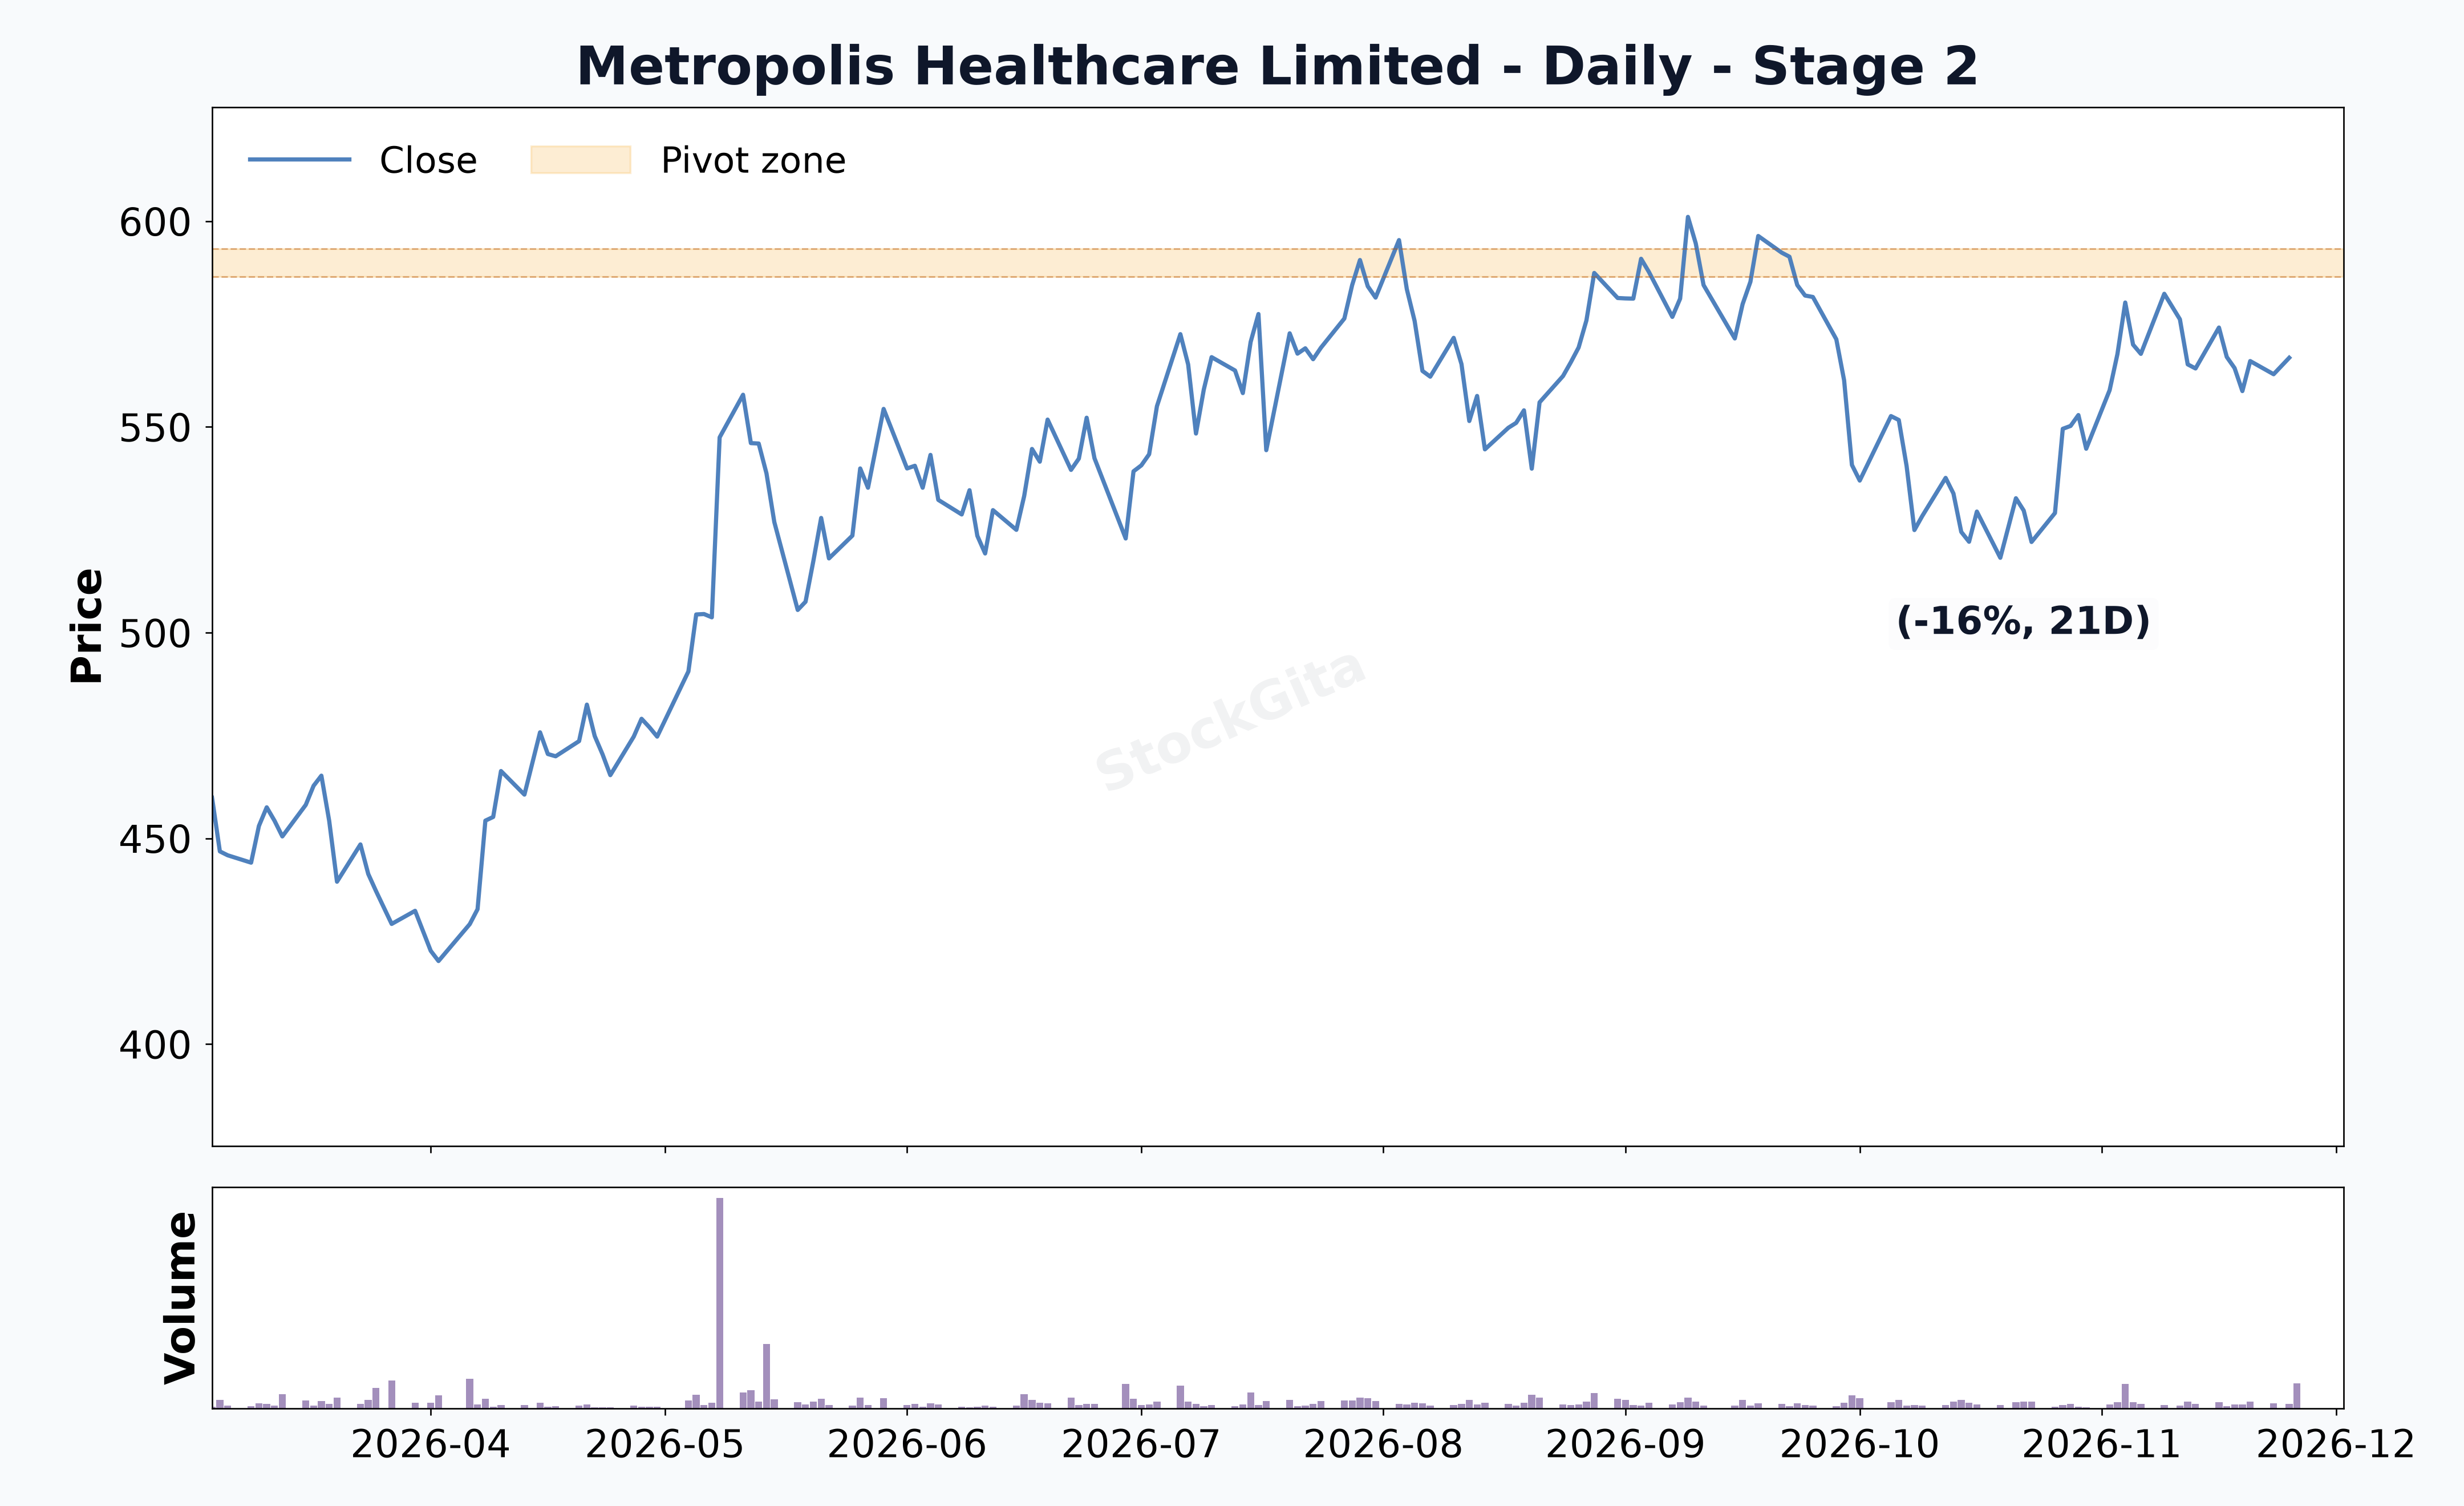 Metropolis Healthcare Limited - Daily - Stage 2
Close
Pivot zone
600
550
500
450
400
Price
(-16%, 21D)
StockGita
Volume
2026-04
2026-05
2026-06
2026-07
2026-08
2026-09
2026-10
2026-11
2026-12